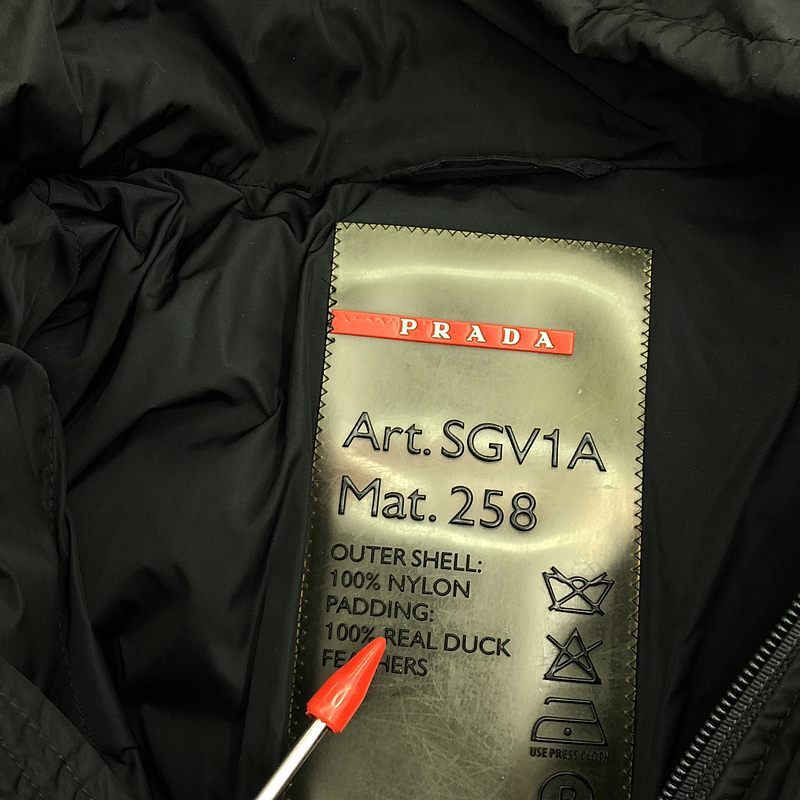 PRADA
Art. SGV1A
Mat. 258
OUTER SHELL:
100% NYLON
PADDING:
100% REAL DUCK
FEATHERS
USE PRESS CLOTH
P